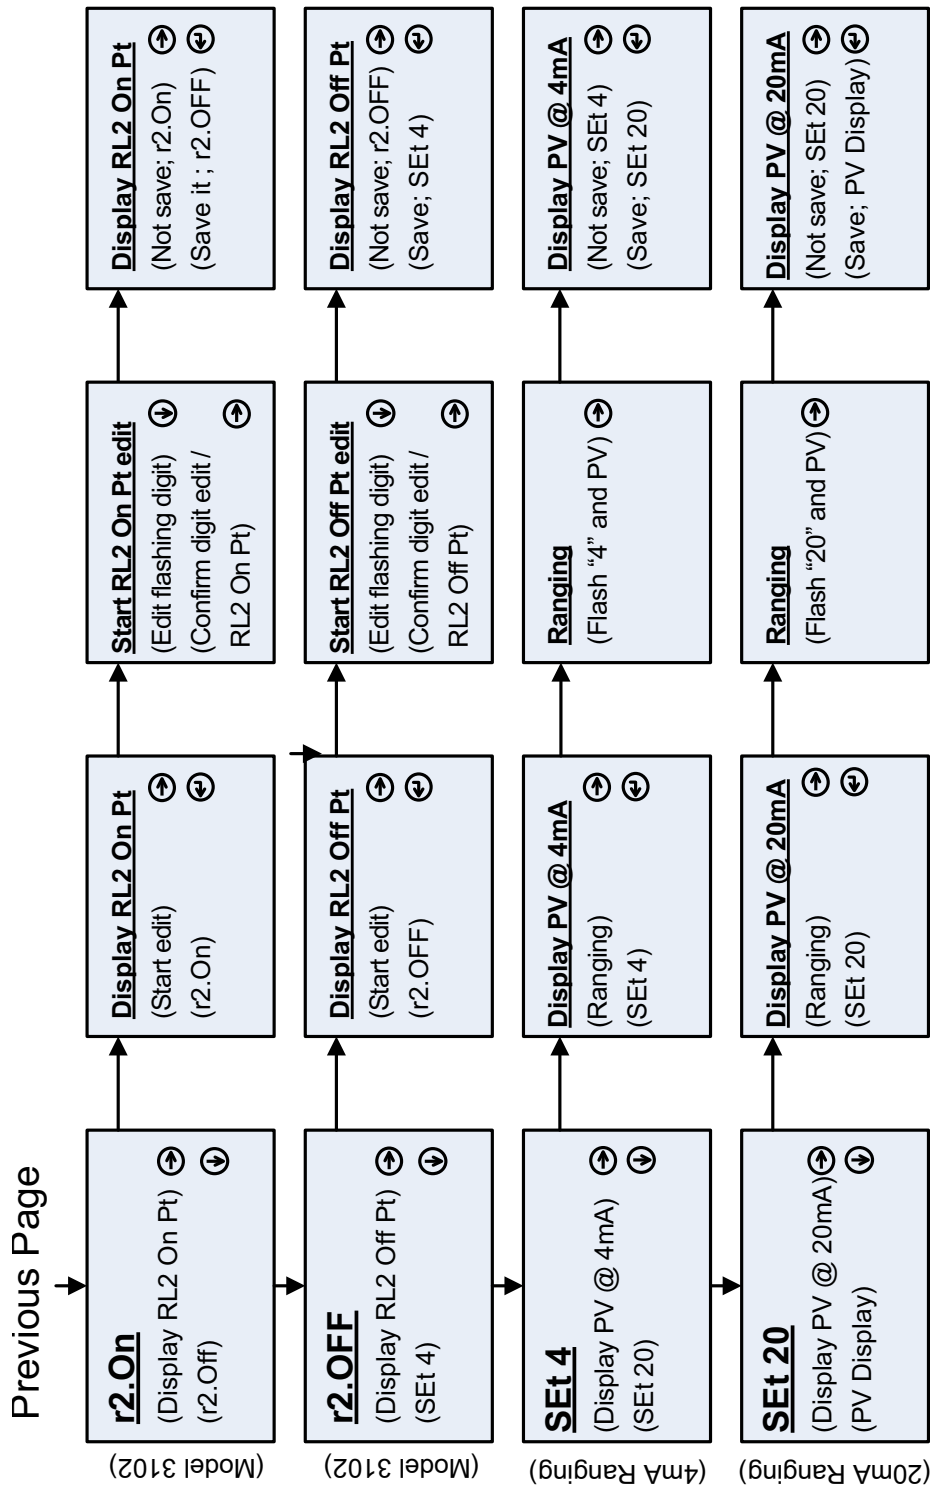 Previous Page
(Model 3102)
r2.On
(Display RL2 On Pt)
(r2.Off)
Display RL2 On Pt
(Start edit)
(r2.On)
Start RL2 On Pt edit
(Edit flashing digit)
(Confirm digit edit /
RL2 On Pt)
Display RL2 On Pt
(Not save; r2.On)
(Save it ; r2.OFF)
(Model 3102)
r2.OFF
(Display RL2 Off Pt)
(SEt 4)
Display RL2 Off Pt
(Start edit)
(r2.OFF)
Start RL2 Off Pt edit
(Edit flashing digit)
(Confirm digit edit /
RL2 Off Pt)
Display RL2 Off Pt
(Not save; r2.OFF)
(Save; SEt 4)
(4mA Ranging)
SEt 4
(Display PV @ 4mA)
(SEt 20)
Display PV @ 4mA
(Ranging)
(SEt 4)
Ranging
(Flash “4” and PV)
Display PV @ 4mA
(Not save; SEt 4)
(Save; SEt 20)
(20mA Ranging)
SEt 20
(Display PV @ 20mA)
(PV Display)
Display PV @ 20mA
(Ranging)
(SEt 20)
Ranging
(Flash “20” and PV)
Display PV @ 20mA
(Not save; SEt 20)
(Save; PV Display)